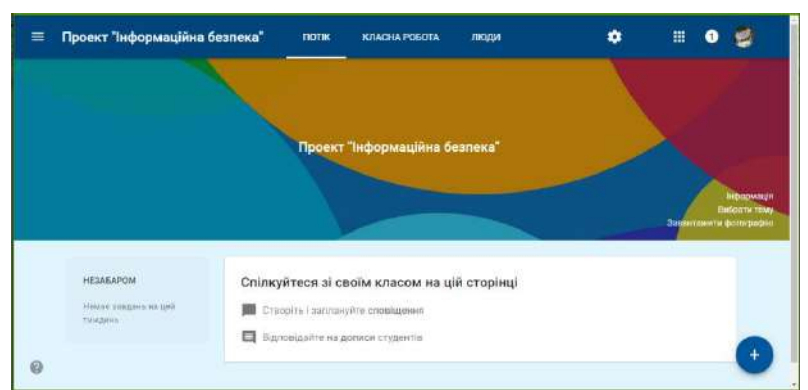 Проект "Інформаційна безпека"
ПОТІК
КЛАСНА РОБОТА
ЛЮДИ
1
Проект "Інформаційна безпека"
Інформація
Вибрати тему
Завантажити фотографію
НЕЗАБАРОМ
Немає завдань на цей
тиждень
Спілкуйтеся зі своїм класом на цій сторінці
Створіть і заплануйте сповіщення
Відповідайте на дописи студентів